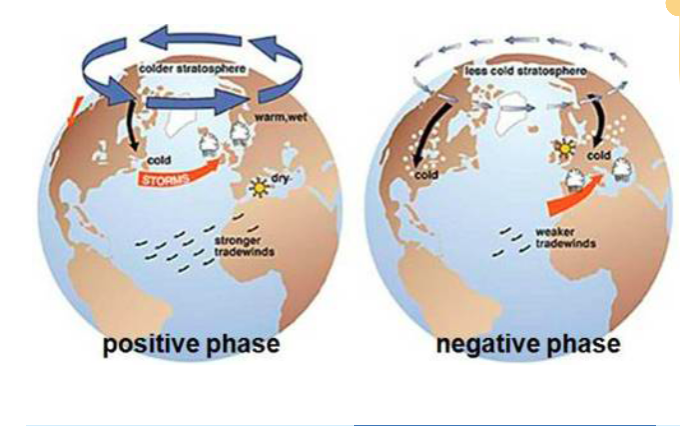 colder stratosphere
warm,wet
cold
STORMS
dry
stronger
tradewinds
positive phase
less cold stratosphere
cold
cold
weaker
tradewinds
negative phase